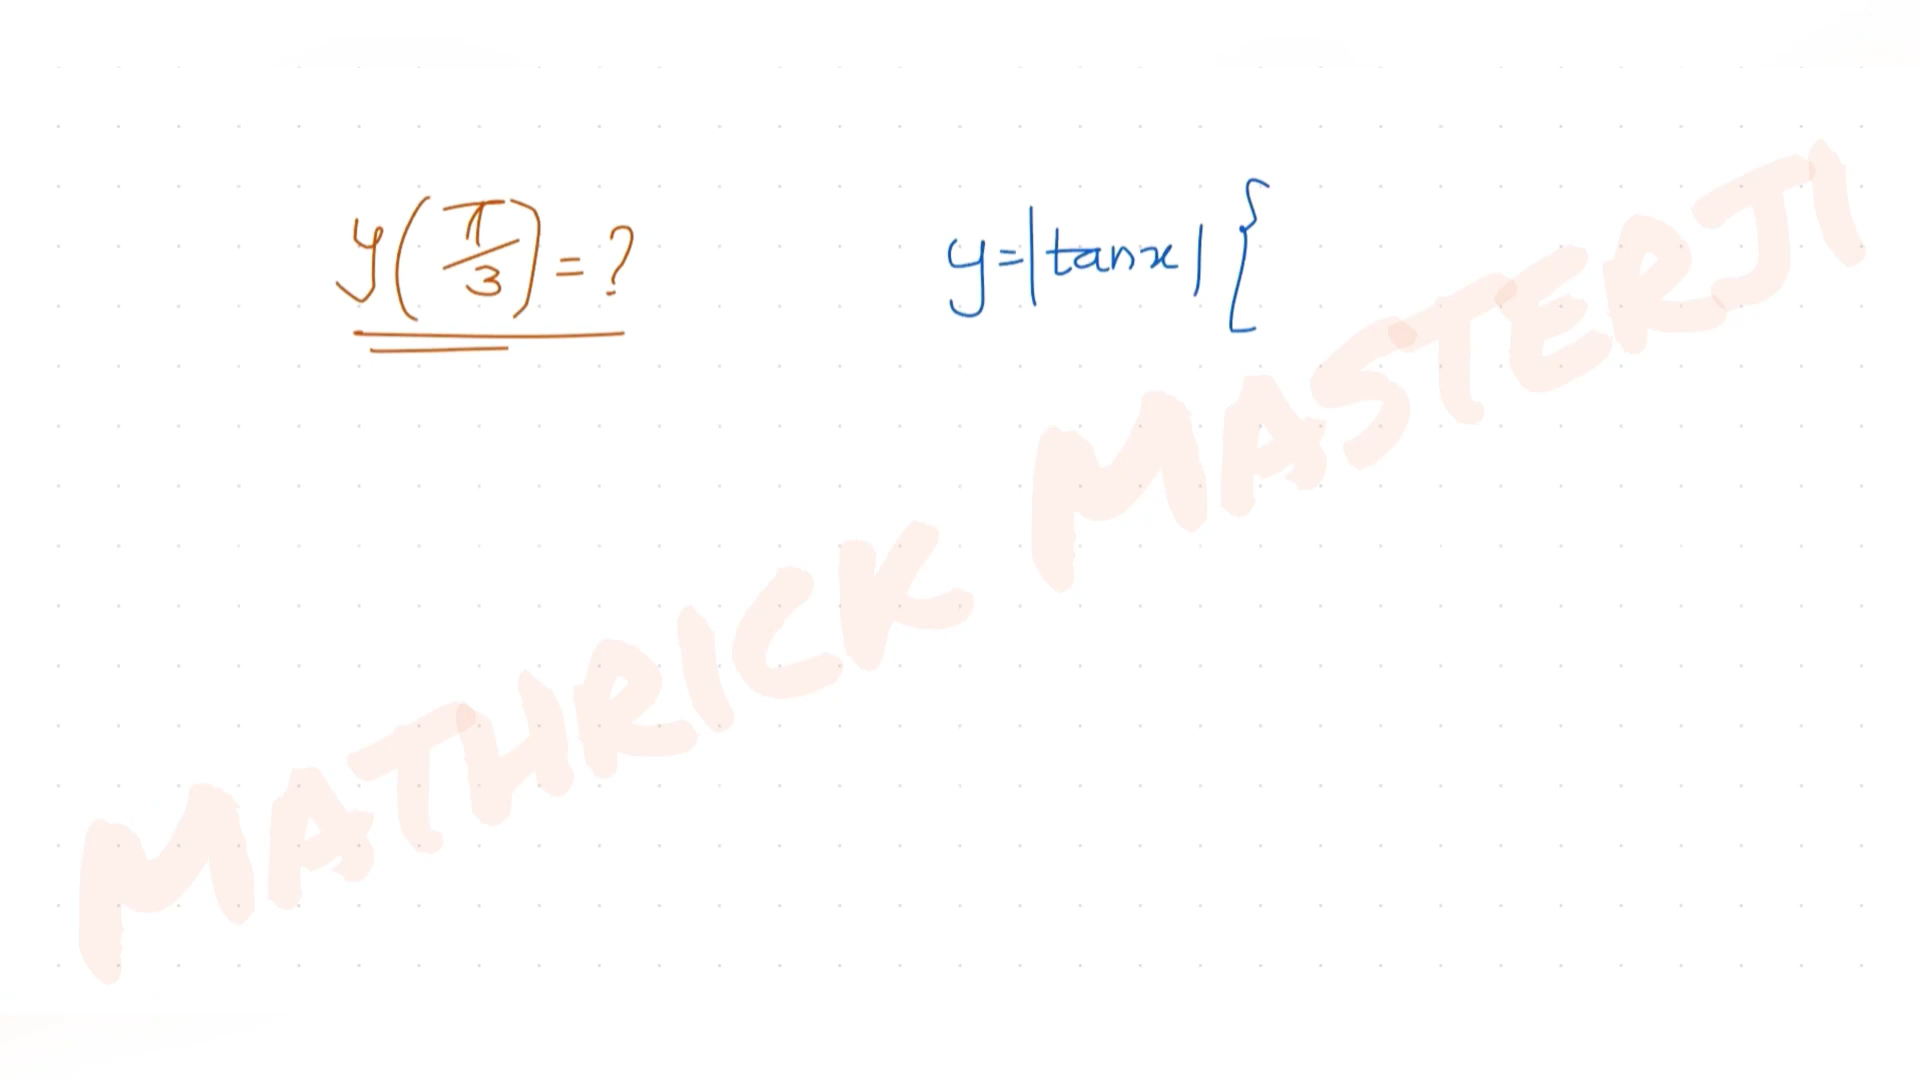 y(π/3) = ?
y = |tanx| {
MATHRICK MASTERJI